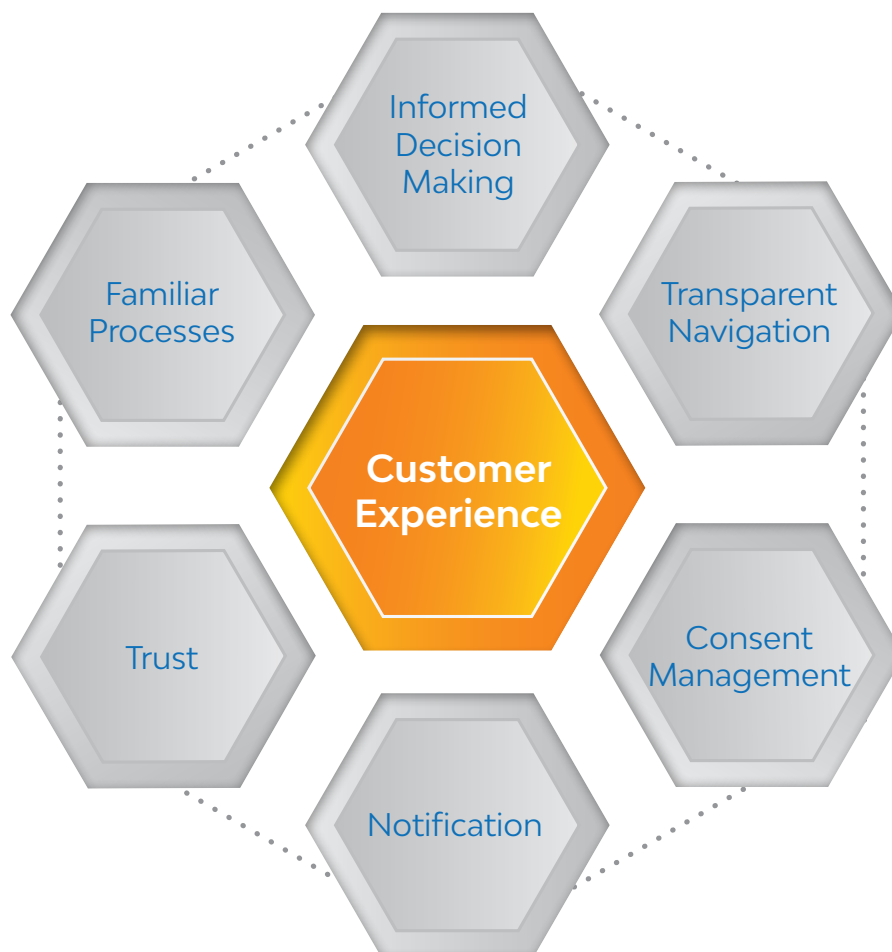 Informed
Decision
Making
Familiar
Processes
Transparent
Navigation
Customer
Experience
Trust
Consent
Management
Notification